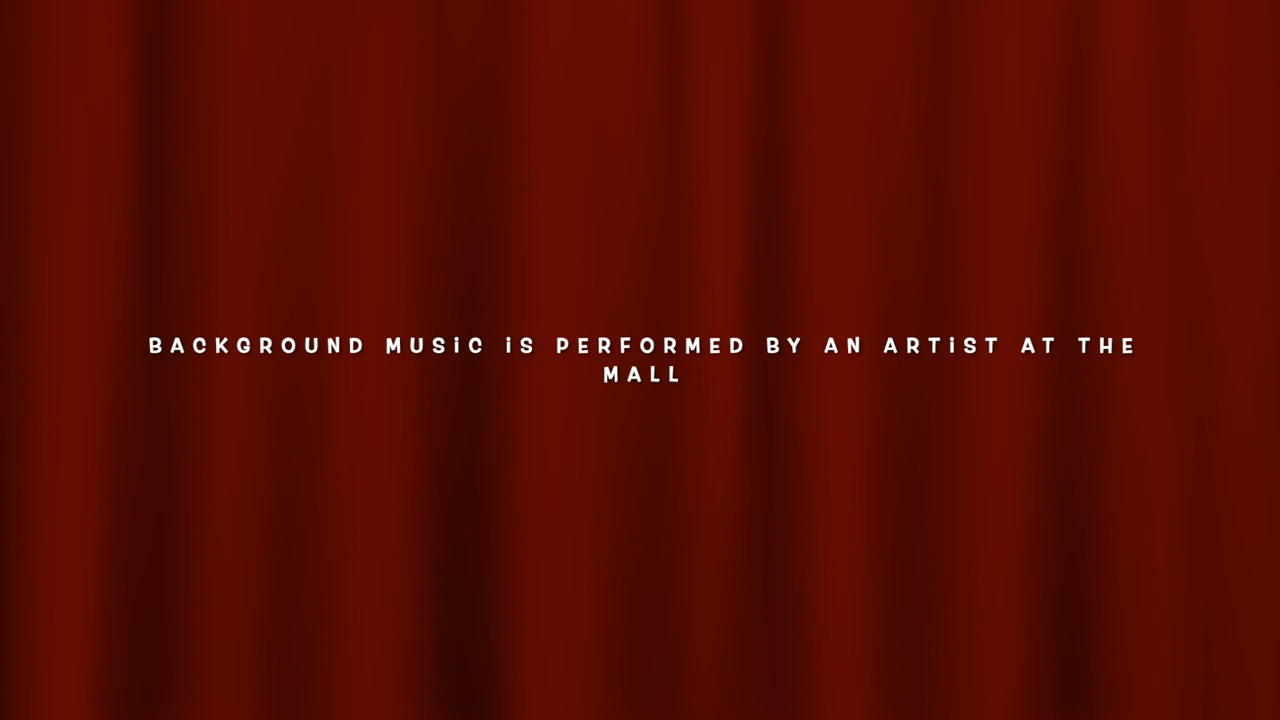 BACKGROUND MUSiC iS PERFORMED BY AN ARTiST AT THE
MALL